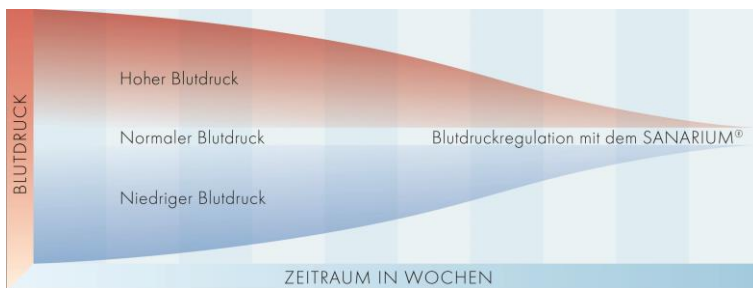 BLUTDRUCK
Hoher Blutdruck
Normaler Blutdruck
Blutdruckregulation mit dem SANARIUM®
Niedriger Blutdruck
ZEITRAUM IN WOCHEN